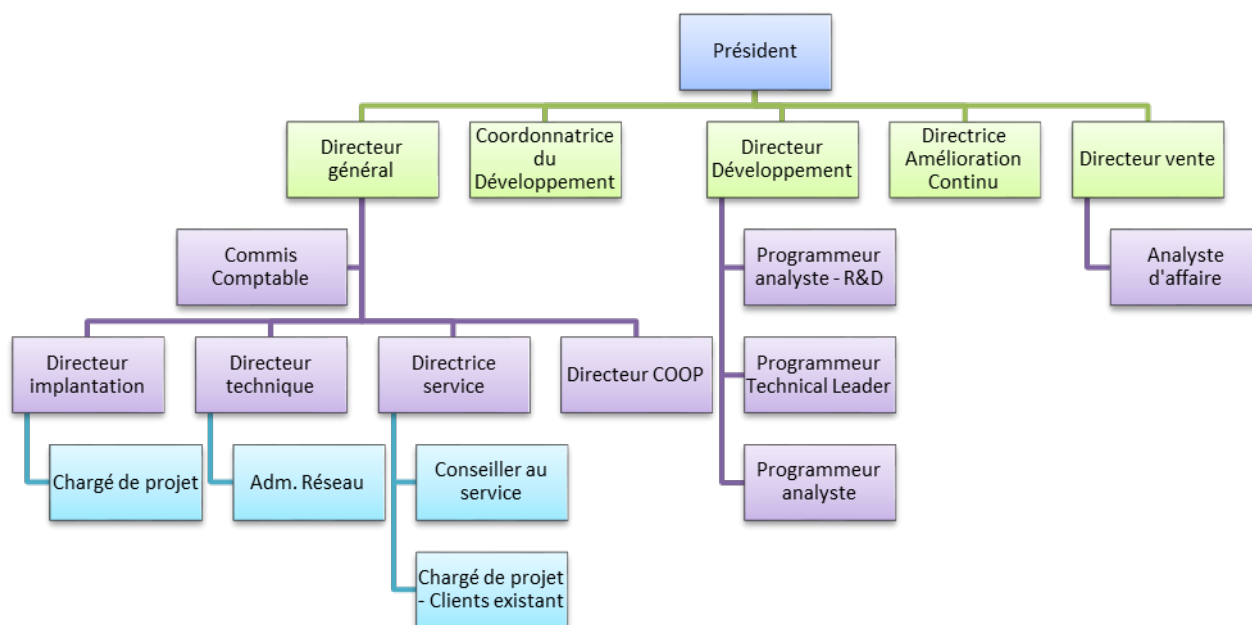 Président
Directeur
général
Coordonnatrice
du
Développement
Directeur
Développement
Directrice
Amélioration
Continu
Directeur vente
Commis
Comptable
Programmeur
analyste - R&D
Analyste
d'affaire
Directeur
implantation
Directeur
technique
Directrice
service
Directeur COOP
Programmeur
Technical Leader
Chargé de projet
Adm. Réseau
Conseiller au
service
Programmeur
analyste
Chargé de projet
- Clients existant